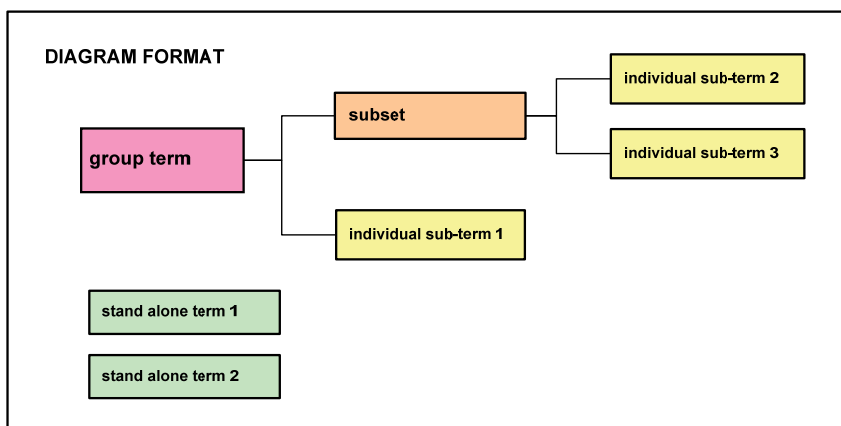 DIAGRAM FORMAT
group term
subset
individual sub-term 1
individual sub-term 2
individual sub-term 3
stand alone term 1
stand alone term 2